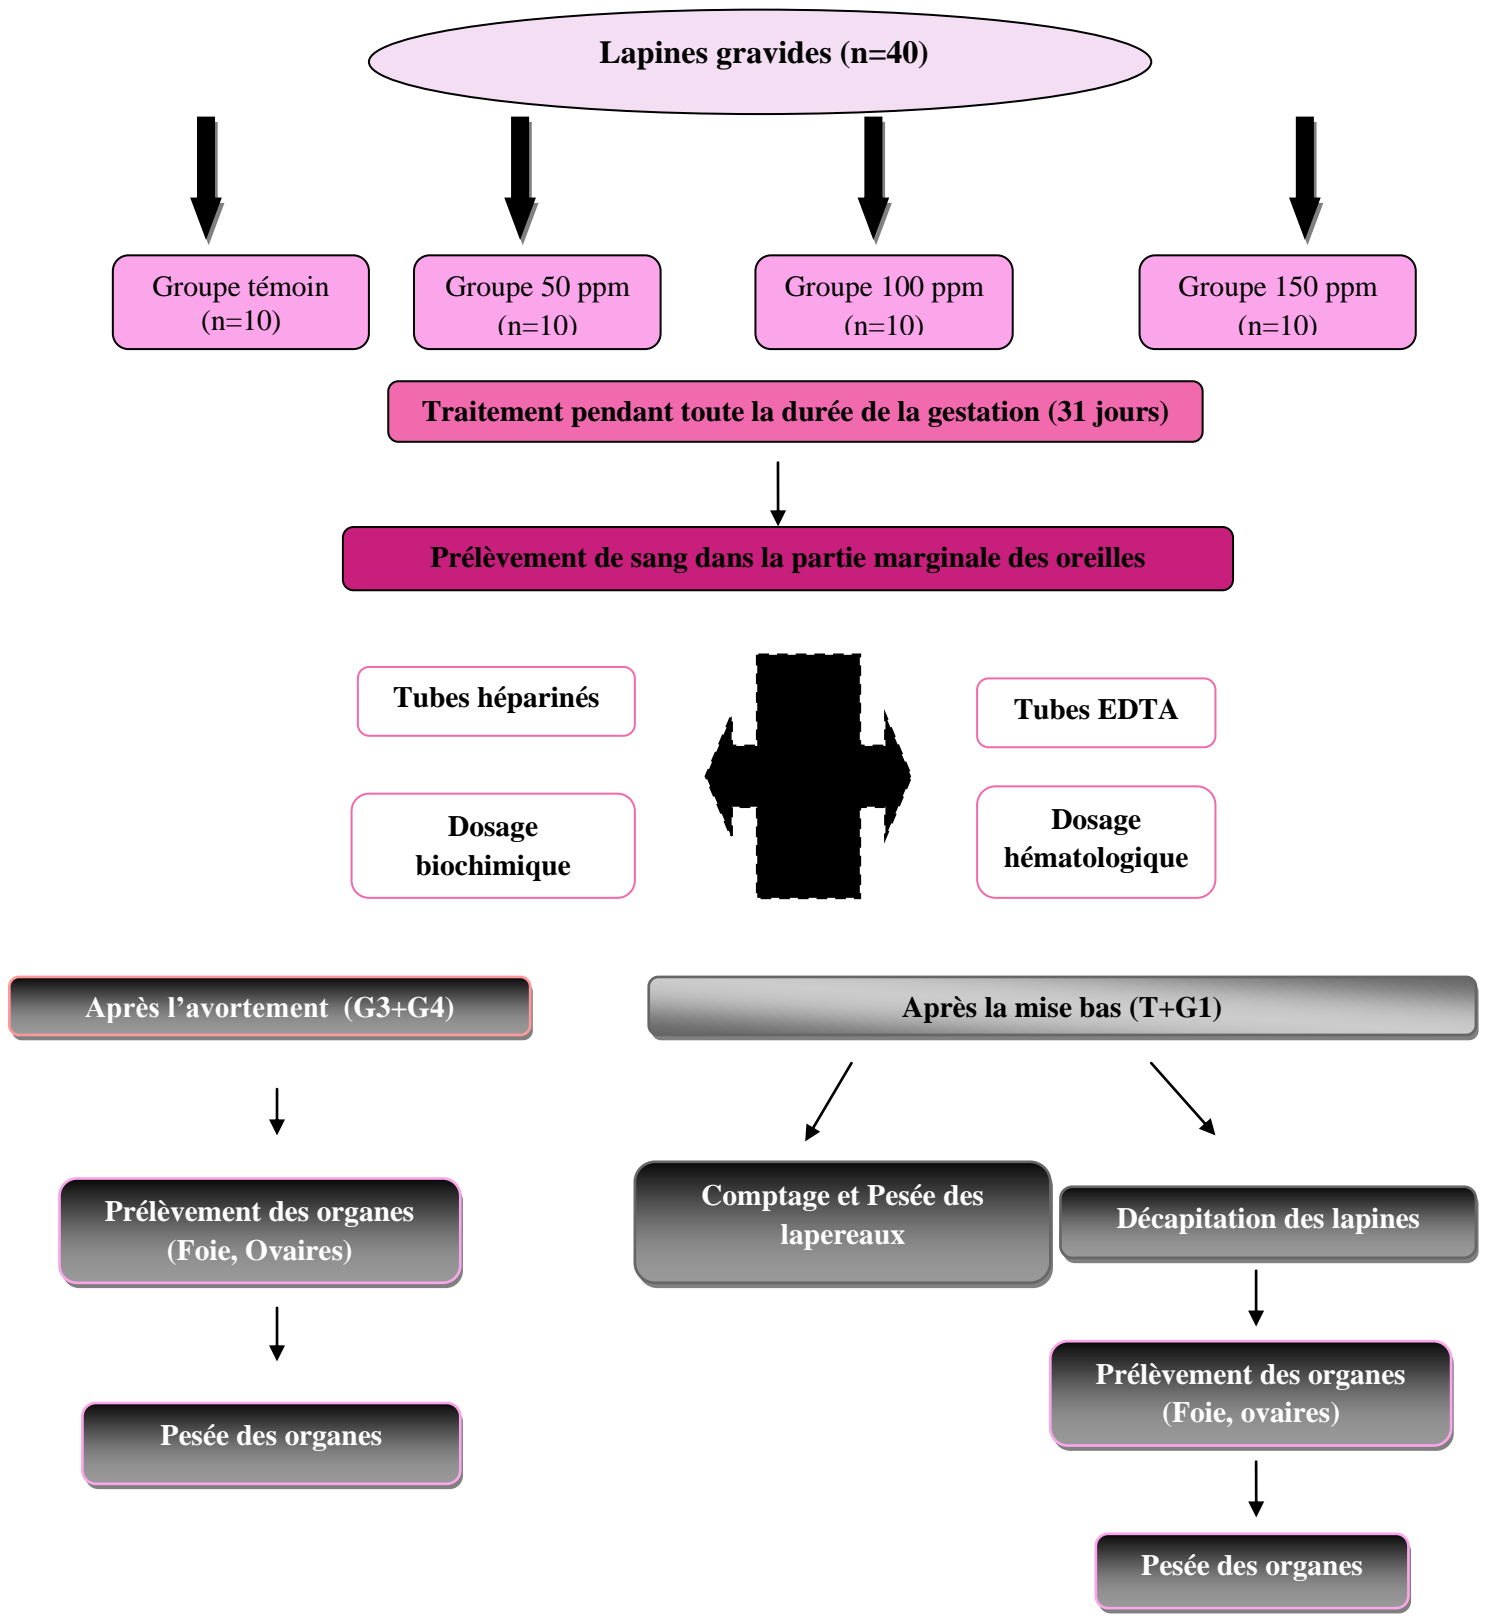 Lapines gravides (n=40)
Groupe témoin
(n=10)
Groupe 50 ppm
(n=10)
Groupe 100 ppm
(n=10)
Groupe 150 ppm
(n=10)
Traitement pendant toute la durée de la gestation (31 jours)
Prélèvement de sang dans la partie marginale des oreilles
Tubes héparinés
Tubes EDTA
Dosage
biochimique
Dosage
hématologique
Après l’avortement  (G3+G4)
Après la mise bas (T+G1)
Prélèvement des organes
(Foie, Ovaires)
Comptage et Pesée des
lapereaux
Décapitation des lapines
Prélèvement des organes
(Foie, ovaires)
Pesée des organes
Pesée des organes